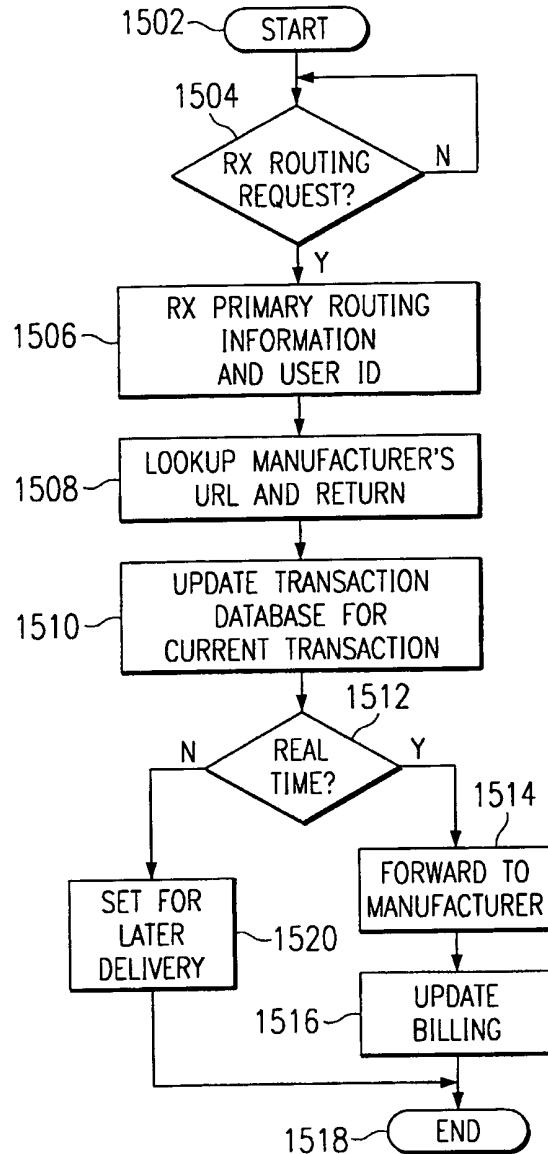 1502
START
1504
RX ROUTING
REQUEST?
N
Y
1506
RX PRIMARY ROUTING
INFORMATION
AND USER ID
1508
LOOKUP MANUFACTURER'S
URL AND RETURN
1510
UPDATE TRANSACTION
DATABASE FOR
CURRENT TRANSACTION
1512
N
REAL
TIME?
Y
1514
FORWARD TO
MANUFACTURER
SET FOR
LATER
DELIVERY
1520
1516
UPDATE
BILLING
1518
END